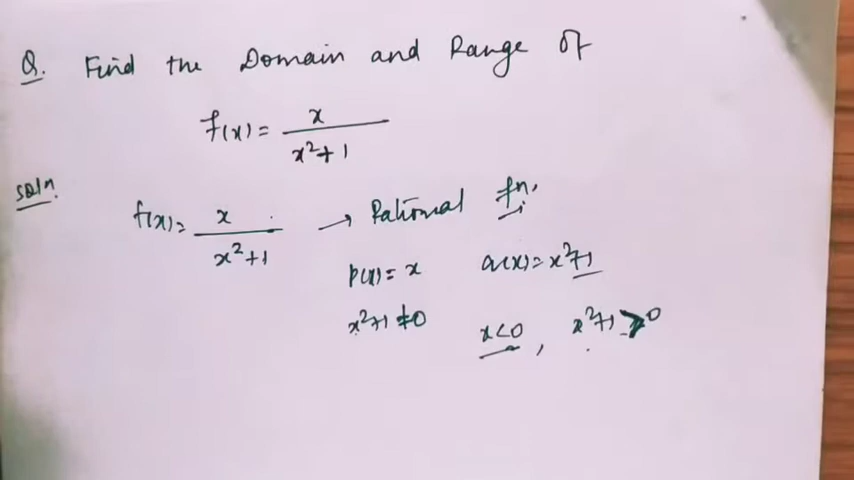 Q. Find the Domain and Range of
f(x) = x / x²+1
Soln.
f(x) = x / x²+1 → Rational fn.
p(x) = x q(x) = x²+1
x²+1 ≠ 0 x<0 , x²+1 > 0